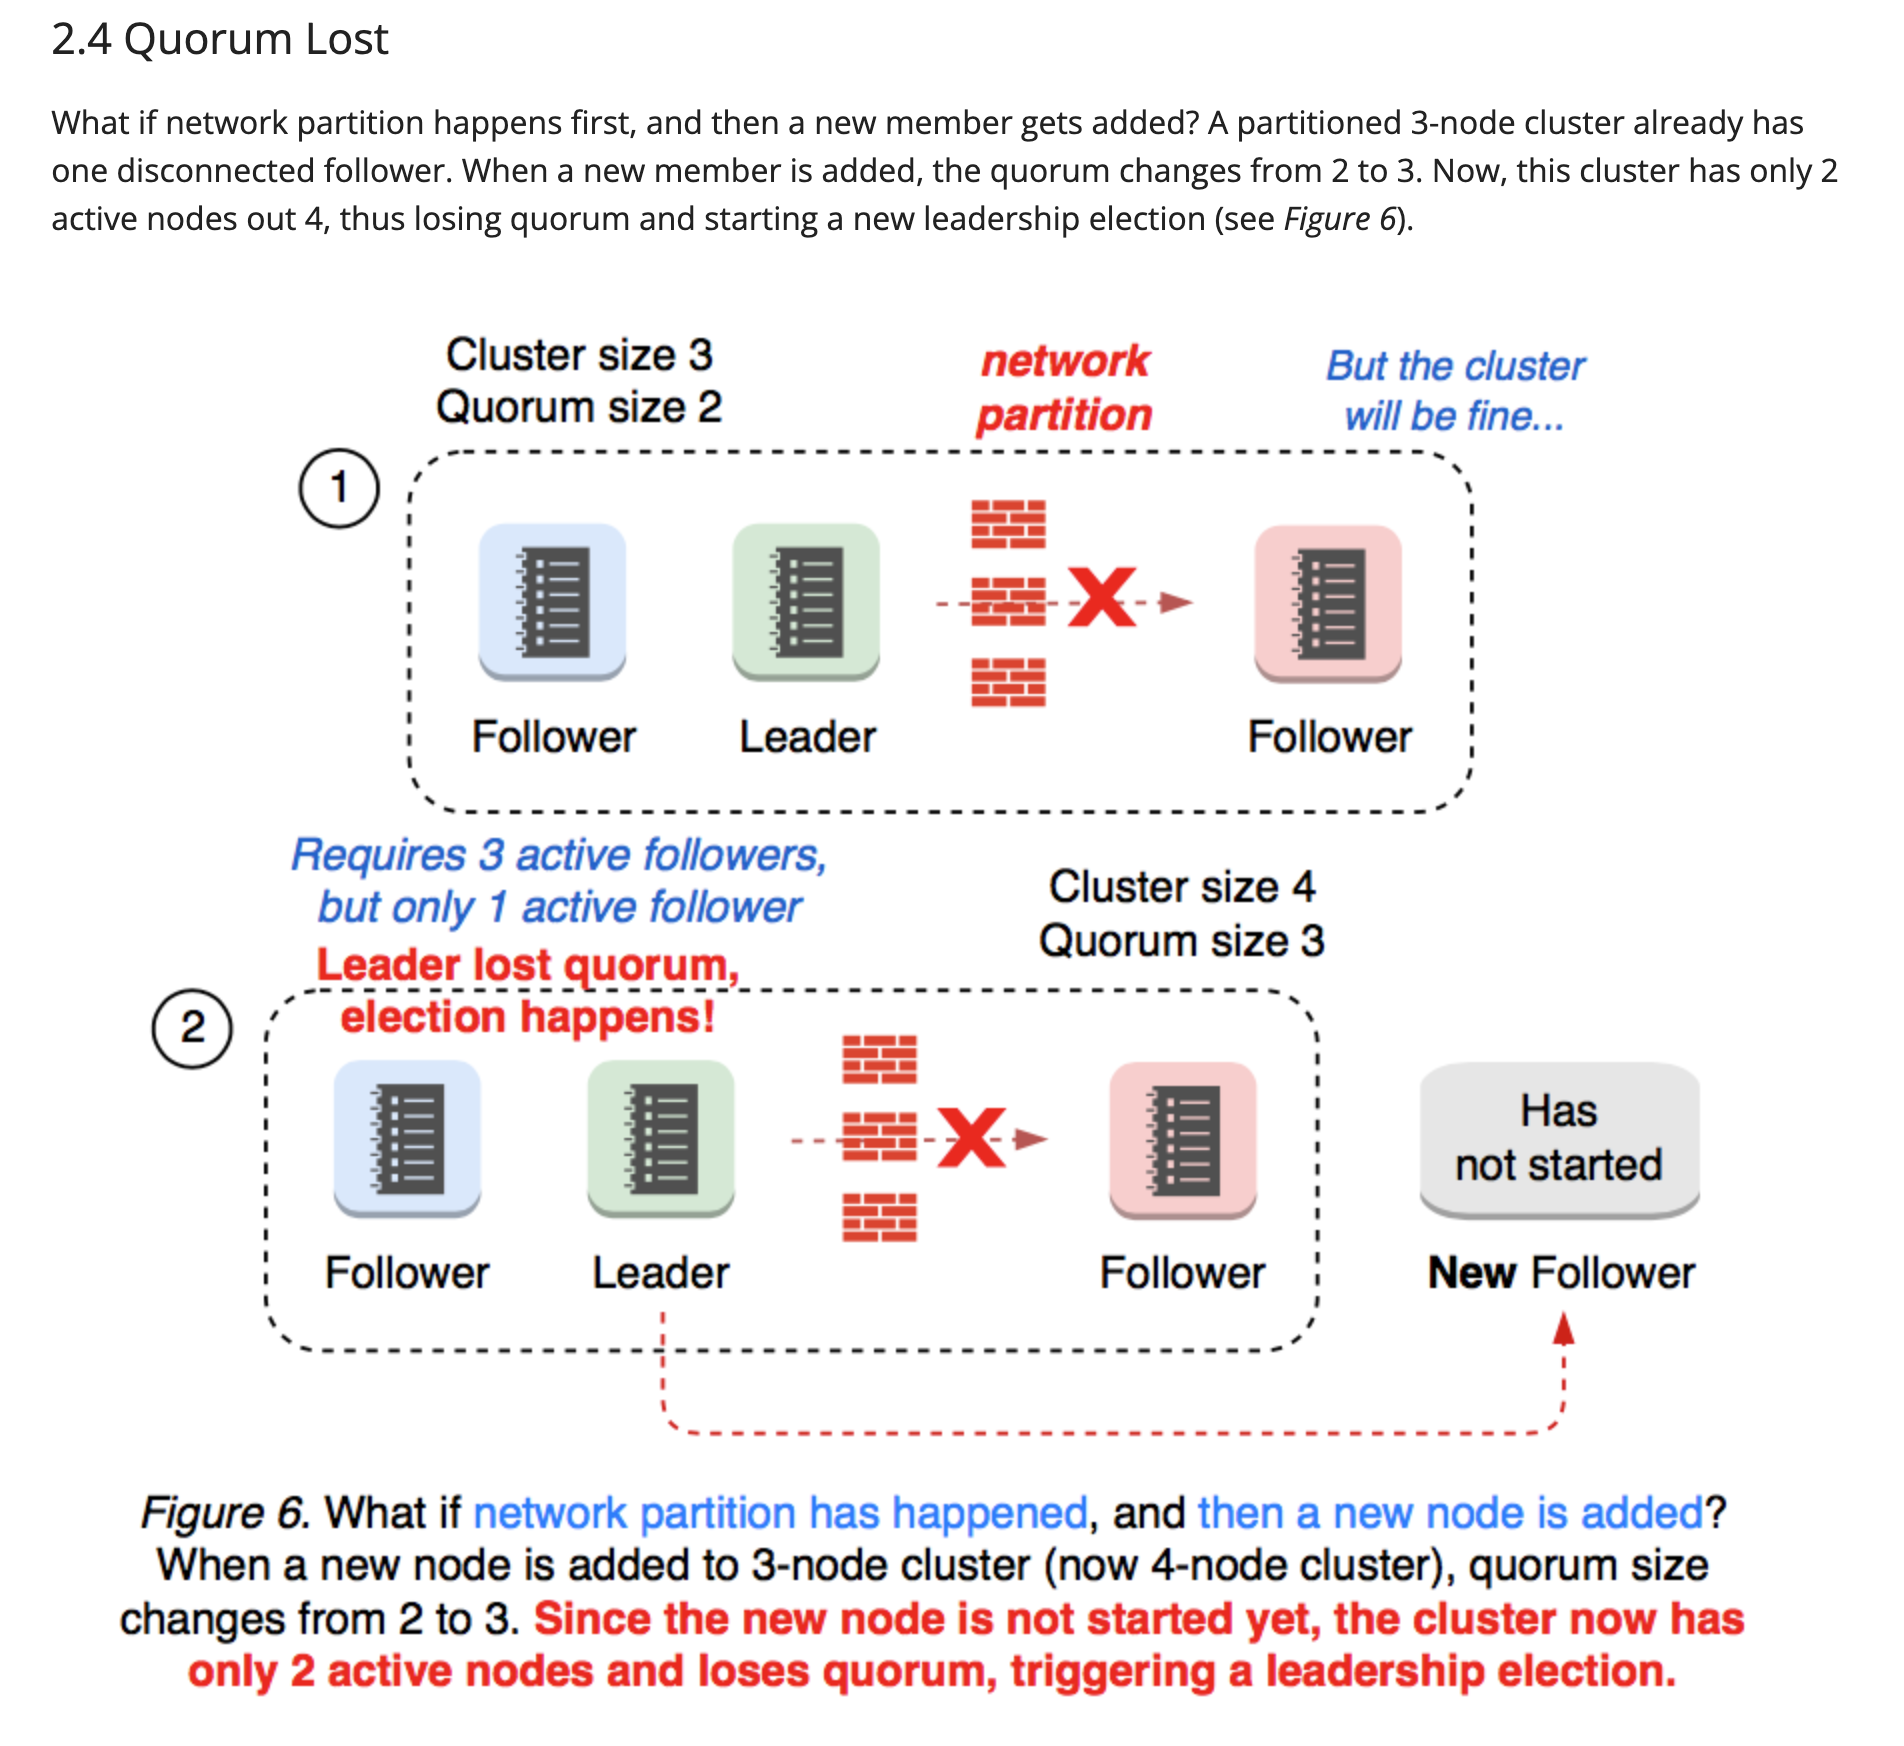 2.4 Quorum Lost
What if network partition happens first, and then a new member gets added? A partitioned 3-node cluster already has
one disconnected follower. When a new member is added, the quorum changes from 2 to 3. Now, this cluster has only 2
active nodes out 4, thus losing quorum and starting a new leadership election (see Figure 6).
Cluster size 3
Quorum size 2
network
partition
But the cluster
will be fine...
1
Follower
Leader
Follower
Requires 3 active followers,
but only 1 active follower
Leader lost quorum,
election happens!
Cluster size 4
Quorum size 3
2
Has
not started
Follower
Leader
Follower
New Follower
Figure 6. What if network partition has happened, and then a new node is added?
When a new node is added to 3-node cluster (now 4-node cluster), quorum size
changes from 2 to 3. Since the new node is not started yet, the cluster now has
only 2 active nodes and loses quorum, triggering a leadership election.